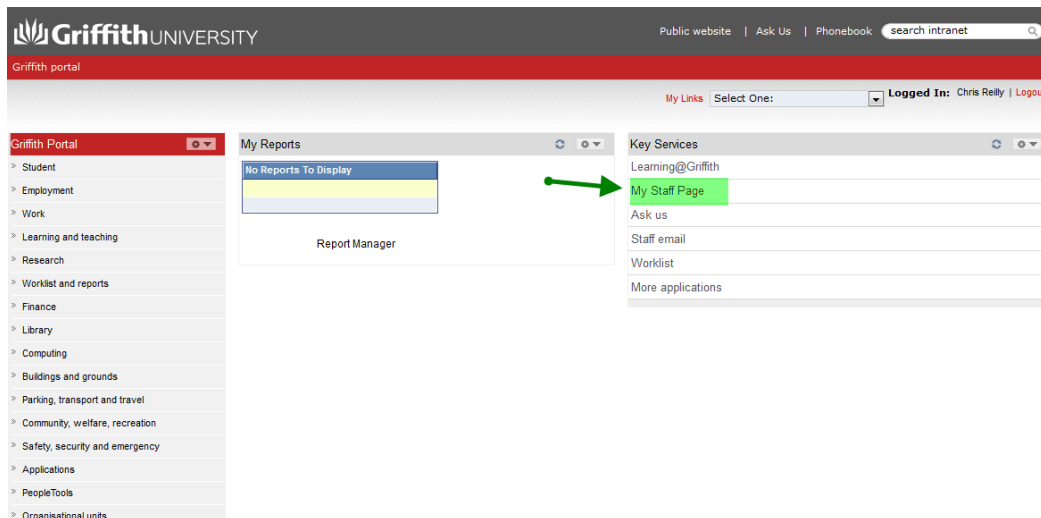 Griffith UNIVERSITY
Public website | Ask Us | Phonebook search intranet
Griffith portal
My Links Select One: Logged In: Chris Reilly | Logou
Griffith Portal
Student
Employment
Work
Learning and teaching
Research
Worklist and reports
Finance
Library
Computing
Buildings and grounds
Parking, transport and travel
Community, welfare, recreation
Safety, security and emergency
Applications
PeopleTools
Organisational units
My Reports
No Reports To Display
Report Manager
Key Services
Learning@Griffith
My Staff Page
Ask us
Staff email
Worklist
More applications